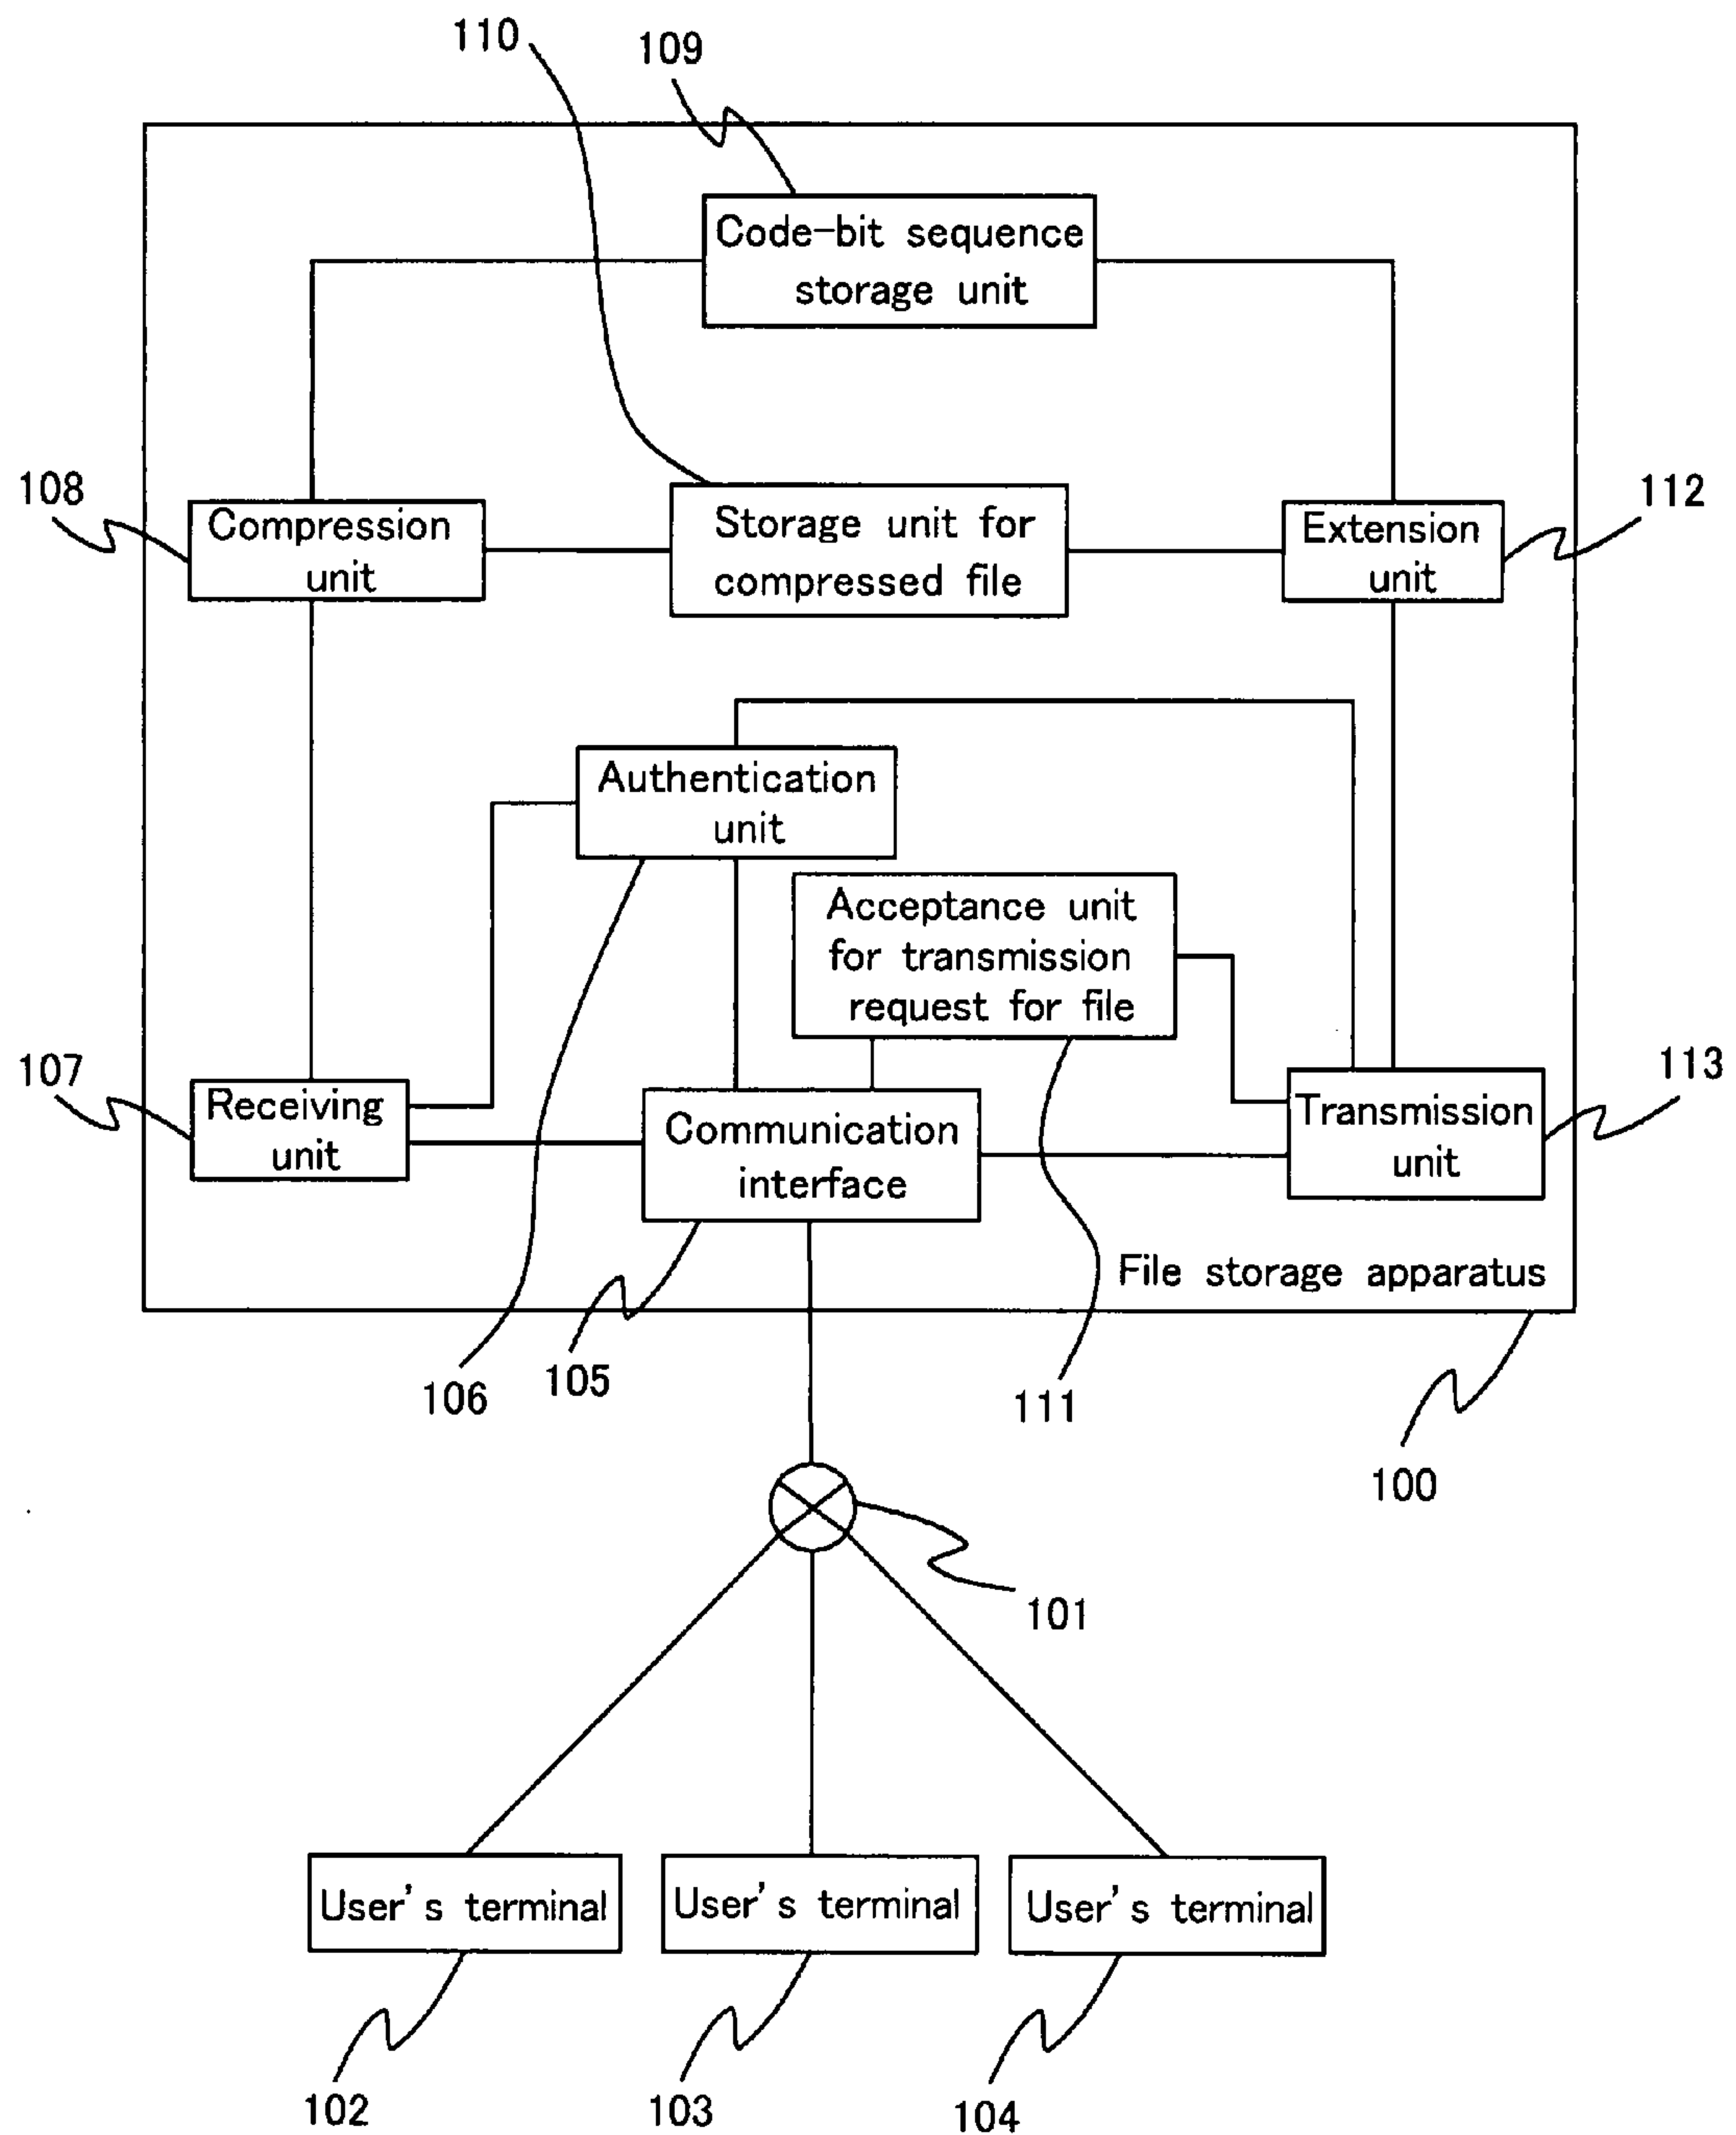 110
109
Code-bit sequence
storage unit
108
Compression
unit
Storage unit for
compressed file
Extension
unit
112
Authentication
unit
Acceptance unit
for transmission
request for file
107
Receiving
unit
Communication
interface
Transmission
unit
113
File storage apparatus
106
105
111
100
101
User's terminal
User's terminal
User's terminal
102
103
104